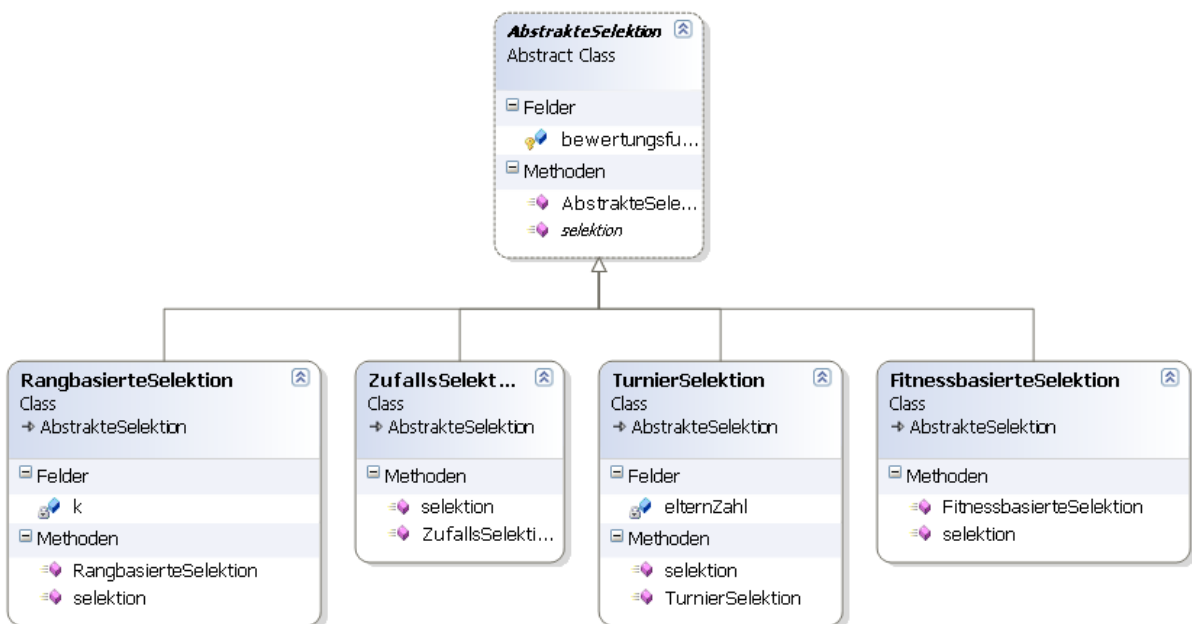 AbstrakteSelektion
Abstract Class
Felder
bewertungsfu...
Methoden
AbstrakteSele...
selektion
RangbasierteSelektion
Class
AbstrakteSelektion
Felder
k
Methoden
RangbasierteSelektion
selektion
ZufallsSelekt...
Class
AbstrakteSelektion
Methoden
selektion
ZufallsSelekti...
TurnierSelektion
Class
AbstrakteSelektion
Felder
elternZahl
Methoden
selektion
TurnierSelektion
FitnessbasierteSelektion
Class
AbstrakteSelektion
Methoden
FitnessbasierteSelektion
selektion